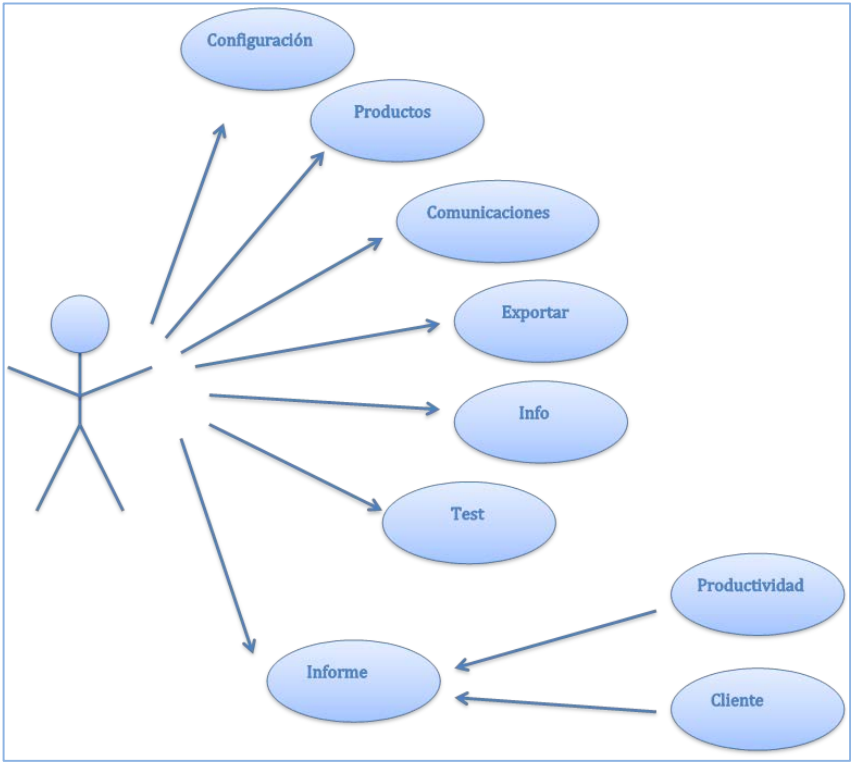 Configuración
Productos
Comunicaciones
Exportar
Info
Test
Productividad
Informe
Cliente